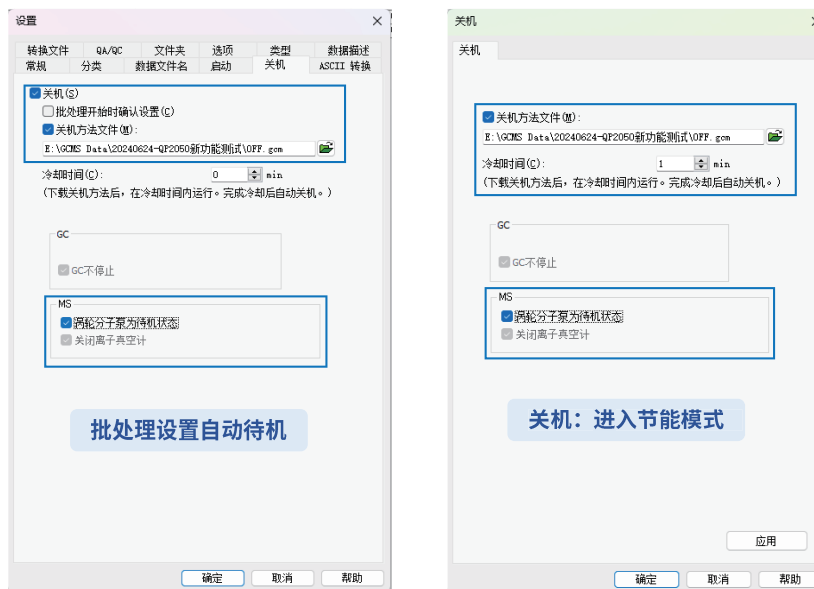 设置
转换文件 QA/QC 文件夹 选项 类型 数据描述
常规 分类 数据文件名 启动 关机 ASCII 转换
关机(S)
批处理开始时确认设置(C)
关机方法文件(M):
E:\GCMS Data\20240624-QP2050新功能测试\OFF.gcm
冷却时间(C): 0 min
(下载关机方法后，在冷却时间内运行。完成冷却后自动关机。)
GC
GC不停止
MS
涡轮分子泵为待机状态
关闭离子真空计
批处理设置自动待机
确定 取消 帮助
关机
关机
关机方法文件(M):
E:\GCMS Data\20240624-QP2050新功能测试\OFF.gcm
冷却时间(C): 1 min
(下载关机方法后，在冷却时间内运行。完成冷却后自动关机。)
GC
GC不停止
MS
涡轮分子泵为待机状态
关闭离子真空计
关机：进入节能模式
应用
确定 取消 帮助